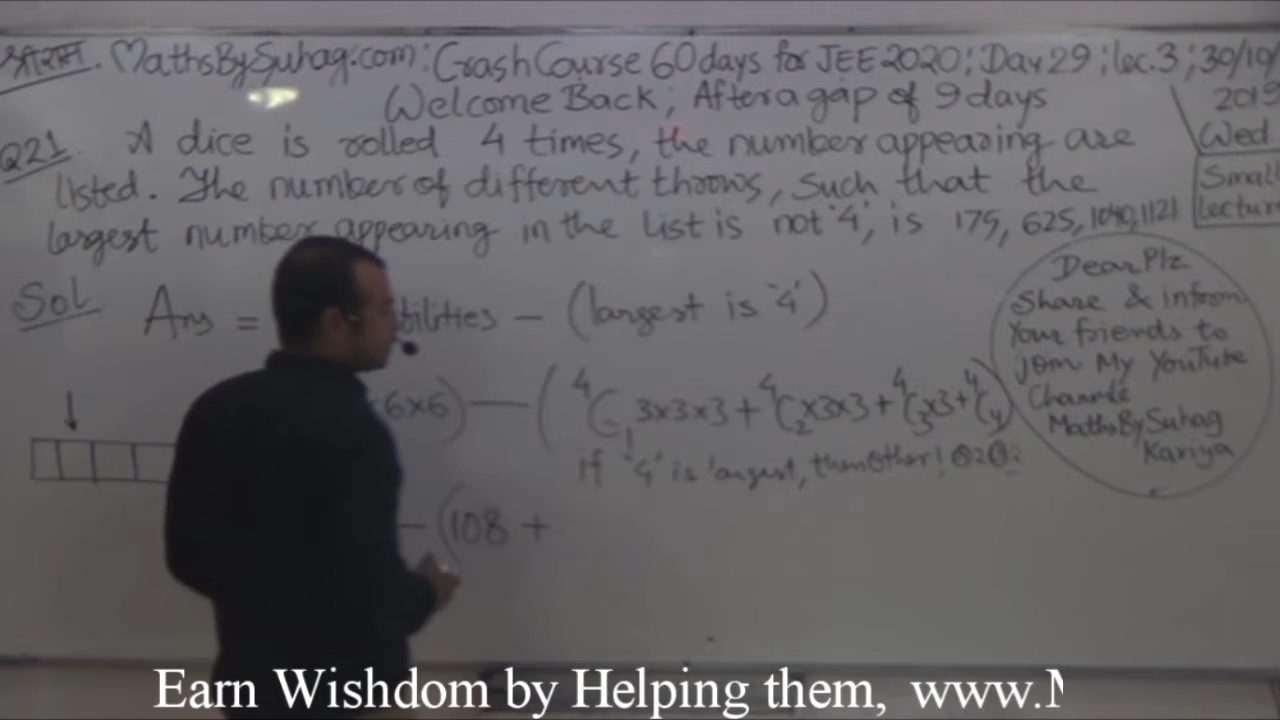 श्रीराम. MathsBySuhag.com: Crash Course 60 days for JEE 2020; Day 29; lec.3; 30/10/
2019
Welcome Back, After a gap of 9 days
Wed
Q21 A dice is rolled 4 times, the number appearing are
listed. The number of different throws, such that the
largest number appearing in the list is not '4', is 175, 625, 1040, 1121
Small
lecture
Sol Ans = bilities – (largest is '4')
6×6) — (⁴C₁ 3×3×3 + ⁴C₂×3×3 + ⁴C₃×3 + ⁴C₄)
if '4' is largest, then other 1 2
– (108 +
Dear Plz
Share & inform
Your friends to
join My YouTube
Channle
MathsBySuhag
Kariya
Earn Wishdom by Helping them, www.